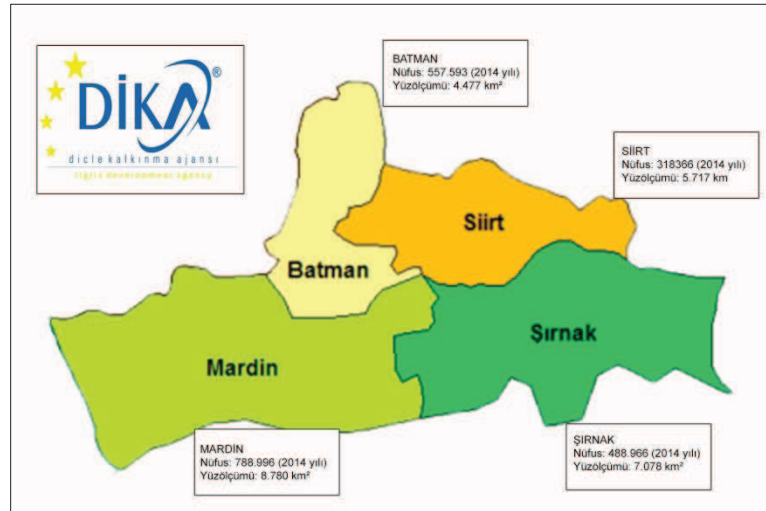 DİKA®
dicle kalkınma ajansı
tigris development agency
BATMAN
Nüfus: 557.593 (2014 yılı)
Yüzölçümü: 4.477 km²
SİİRT
Nüfus: 318366 (2014 yılı)
Yüzölçümü: 5.717 km
Siirt
Batman
Şırnak
Mardin
MARDİN
Nüfus: 788.996 (2014 yılı)
Yüzölçümü: 8.780 km²
ŞIRNAK
Nüfus: 488.966 (2014 yılı)
Yüzölçümü: 7.078 km²